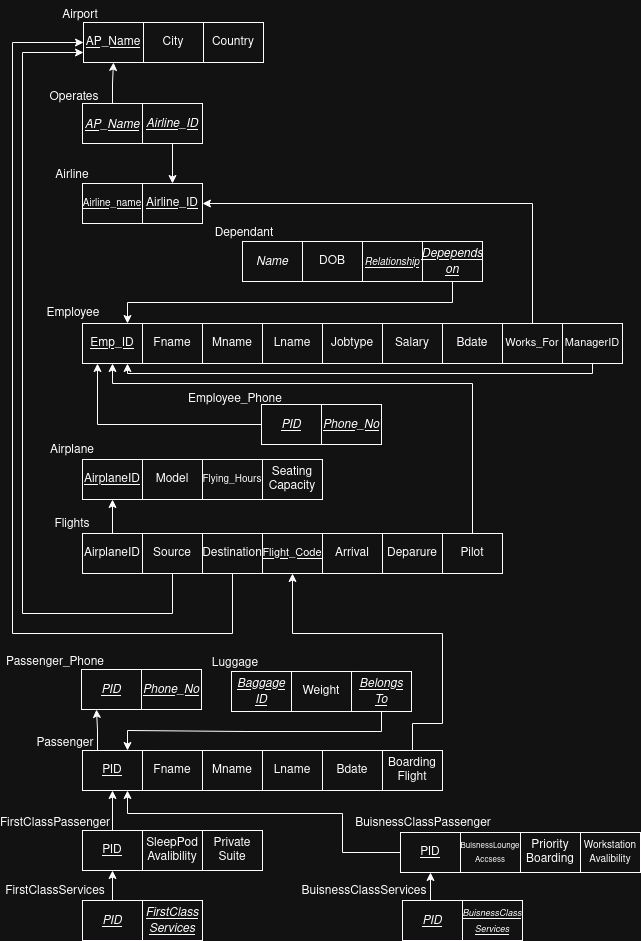 Airport
AP_Name City Country
Operates
AP_Name Airline_ID
Airline
Airline_name Airline_ID
Dependant
Name DOB Relationship Depepends
on
Employee
Emp_ID Fname Mname Lname Jobtype Salary Bdate Works_For ManagerID
Employee_Phone
PID Phone_No
Airplane
AirplaneID Model Flying_Hours Seating
Capacity
Flights
AirplaneID Source Destination Flight_Code Arrival Deparure Pilot
Passenger_Phone
PID Phone_No
Luggage
Baggage
ID
Weight
Belongs
To
Passenger
PID Fname Mname Lname Bdate Boarding
Flight
FirstClassPassenger
PID
SleepPod
Avalibility
Private
Suite
BuisnessClassPassenger
PID
BuisnessLounge
Accsess
Priority
Boarding
Workstation
Avalibility
FirstClassServices
PID
FirstClass
Services
BuisnessClassServices
PID
BuisnessClass
Services